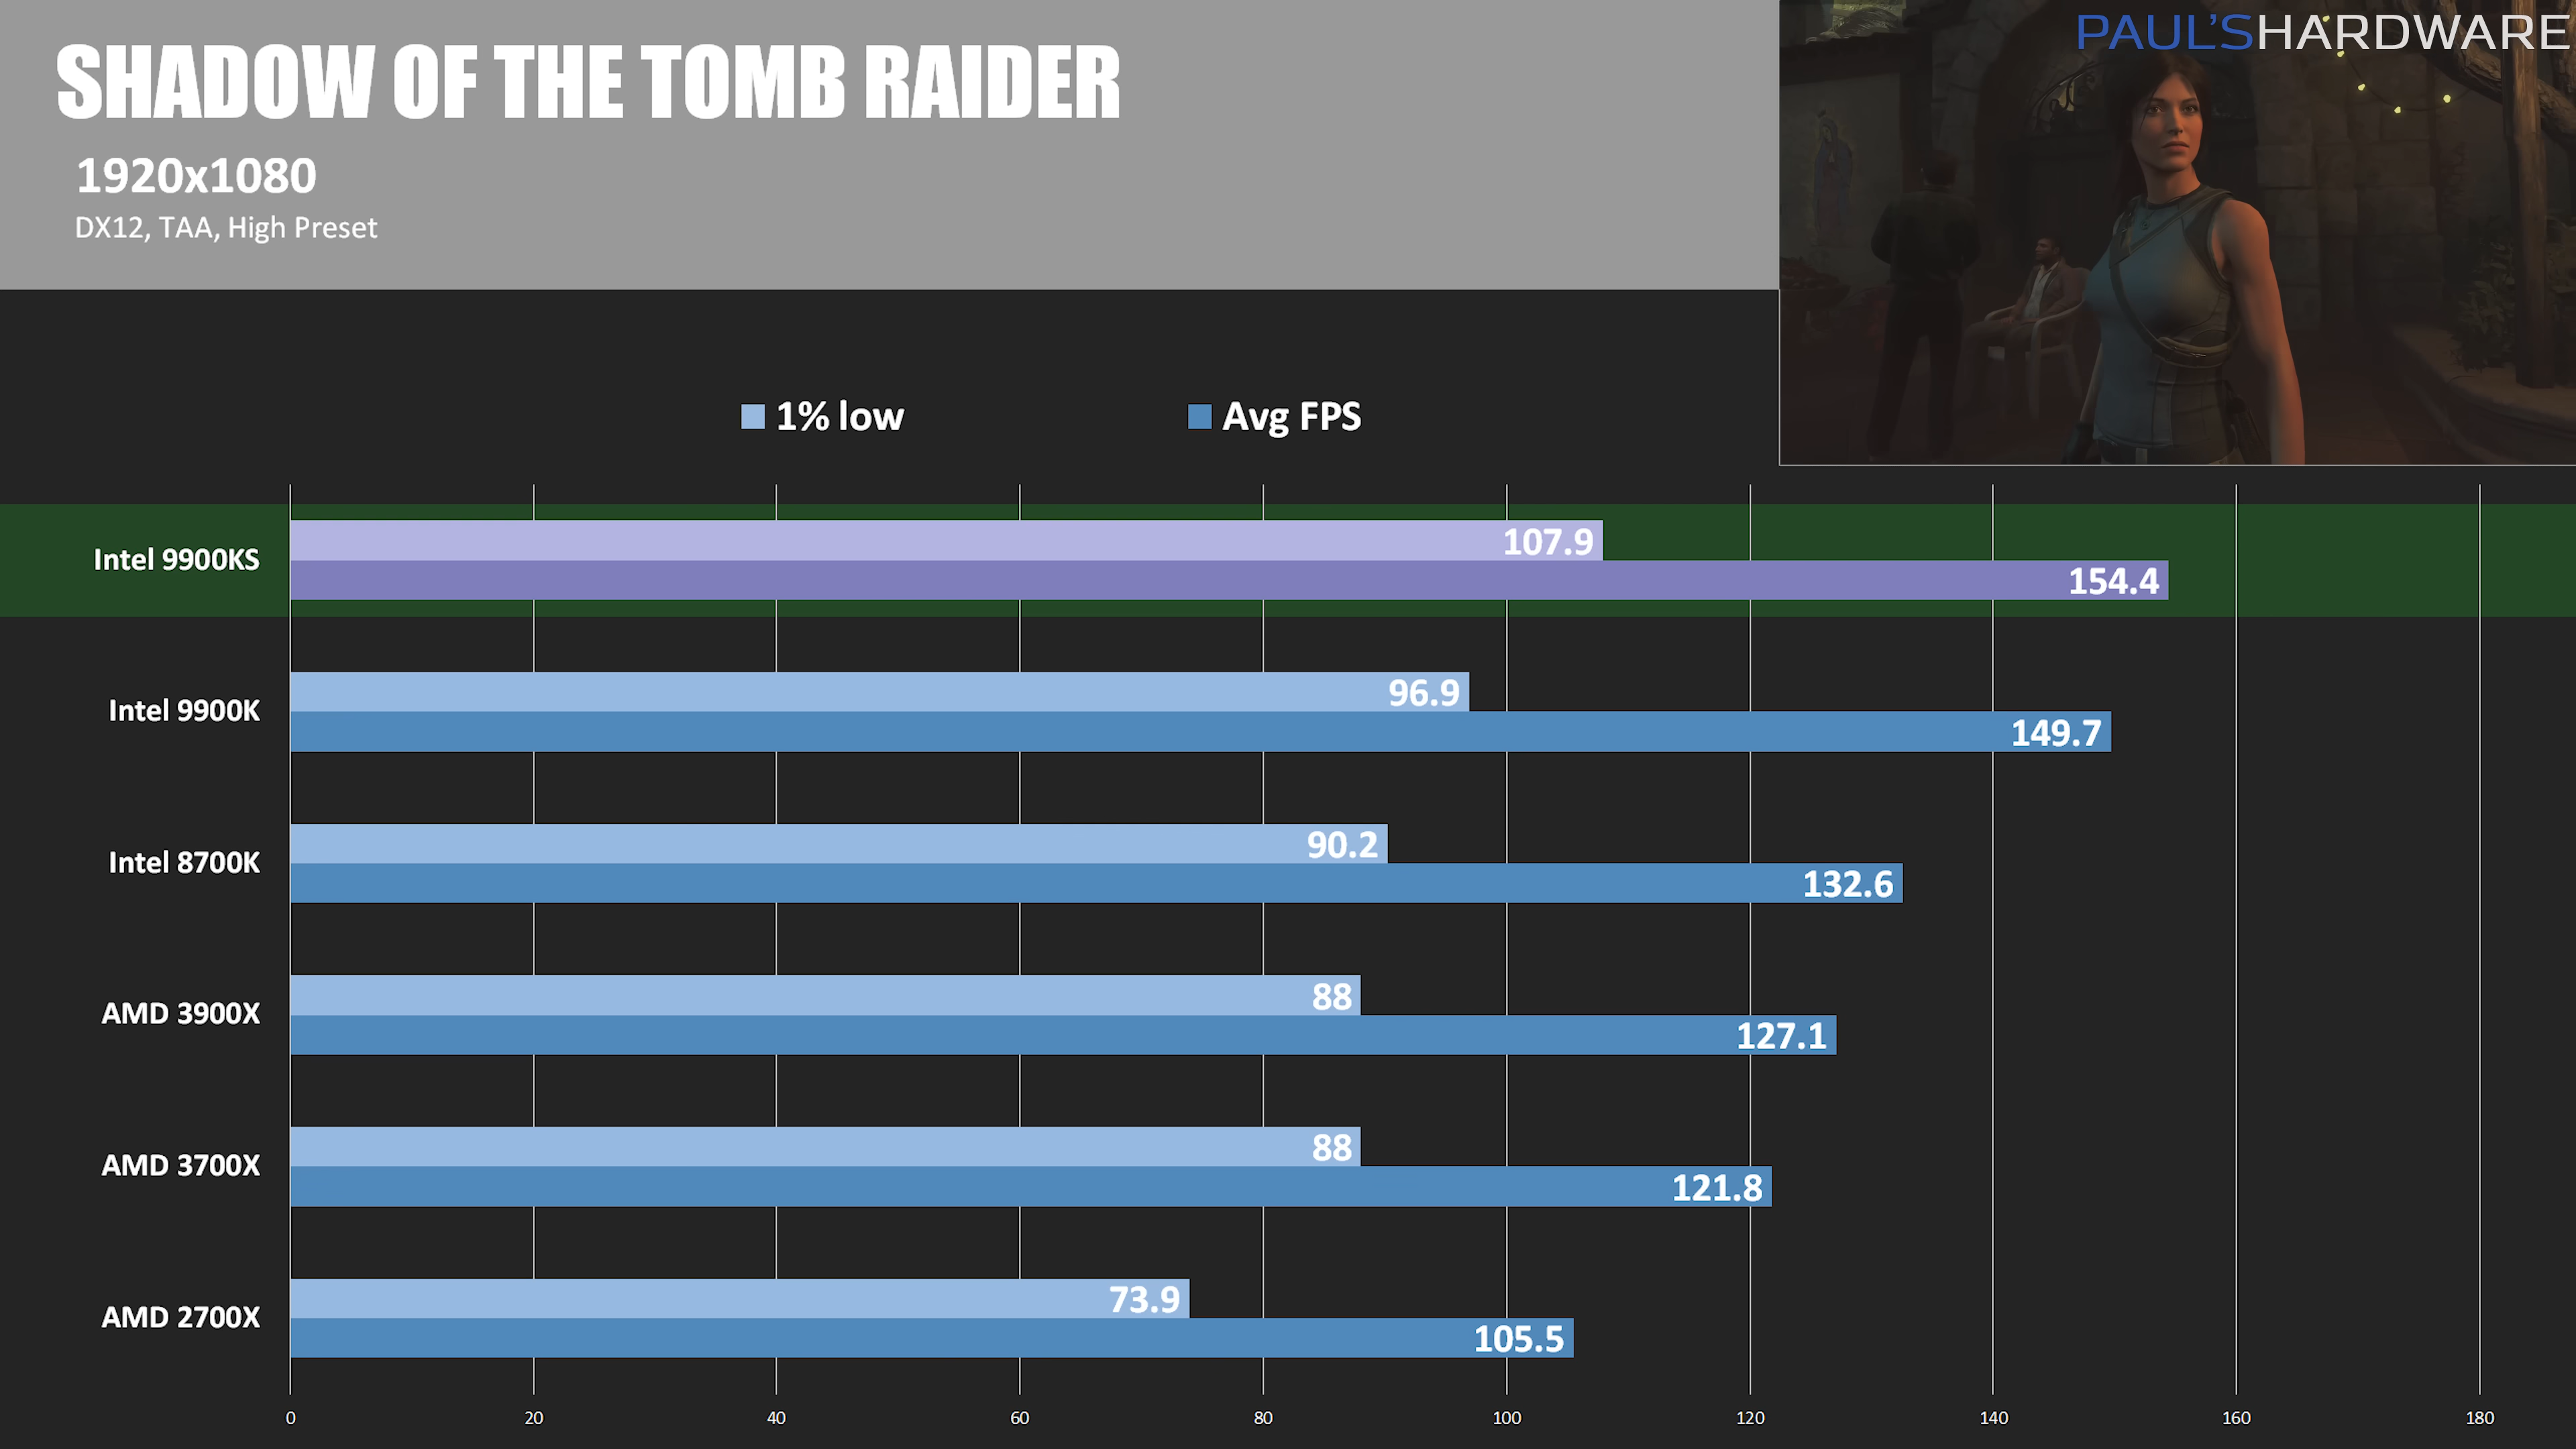 SHADOW OF THE TOMB RAIDER
PAUL'SHARDWARE
1920x1080
DX12, TAA, High Preset
1% low
Avg FPS
Intel 9900KS
107.9
154.4
Intel 9900K
96.9
149.7
Intel 8700K
90.2
132.6
AMD 3900X
88
127.1
AMD 3700X
88
121.8
AMD 2700X
73.9
105.5
0 20 40 60 80 100 120 140 160 180